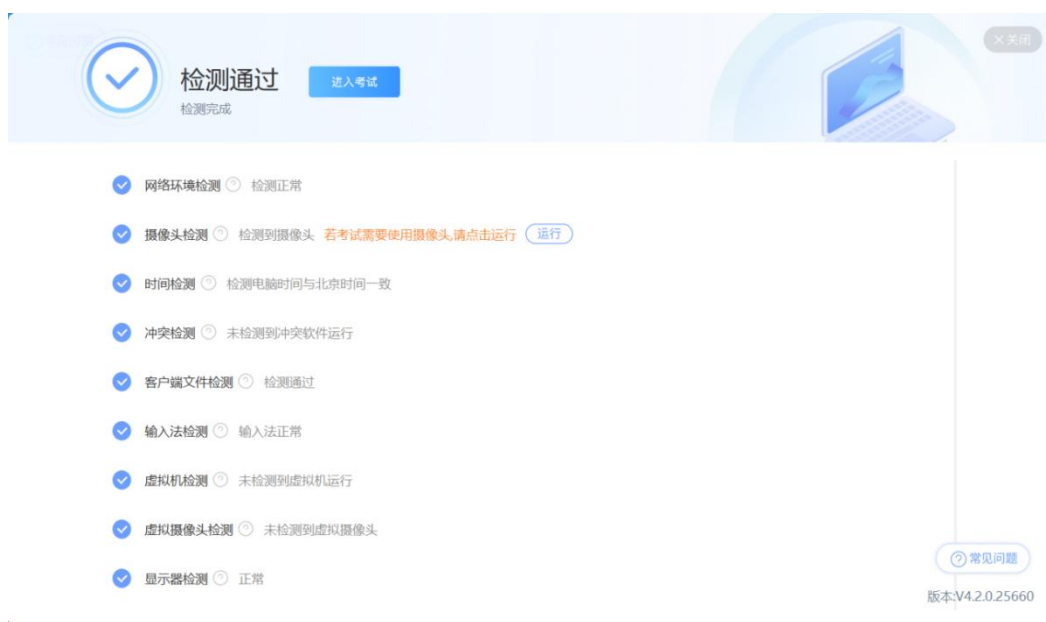 ×关闭
检测通过 进入考试
检测完成
网络环境检测 ? 检测正常
摄像头检测 ? 检测到摄像头 若考试需要使用摄像头,请点击运行 运行
时间检测 ? 检测电脑时间与北京时间一致
冲突检测 ? 未检测到冲突软件运行
客户端文件检测 ? 检测通过
输入法检测 ? 输入法正常
虚拟机检测 ? 未检测到虚拟机运行
虚拟摄像头检测 ? 未检测到虚拟摄像头
显示器检测 ? 正常
? 常见问题
版本:V4.2.0.25660